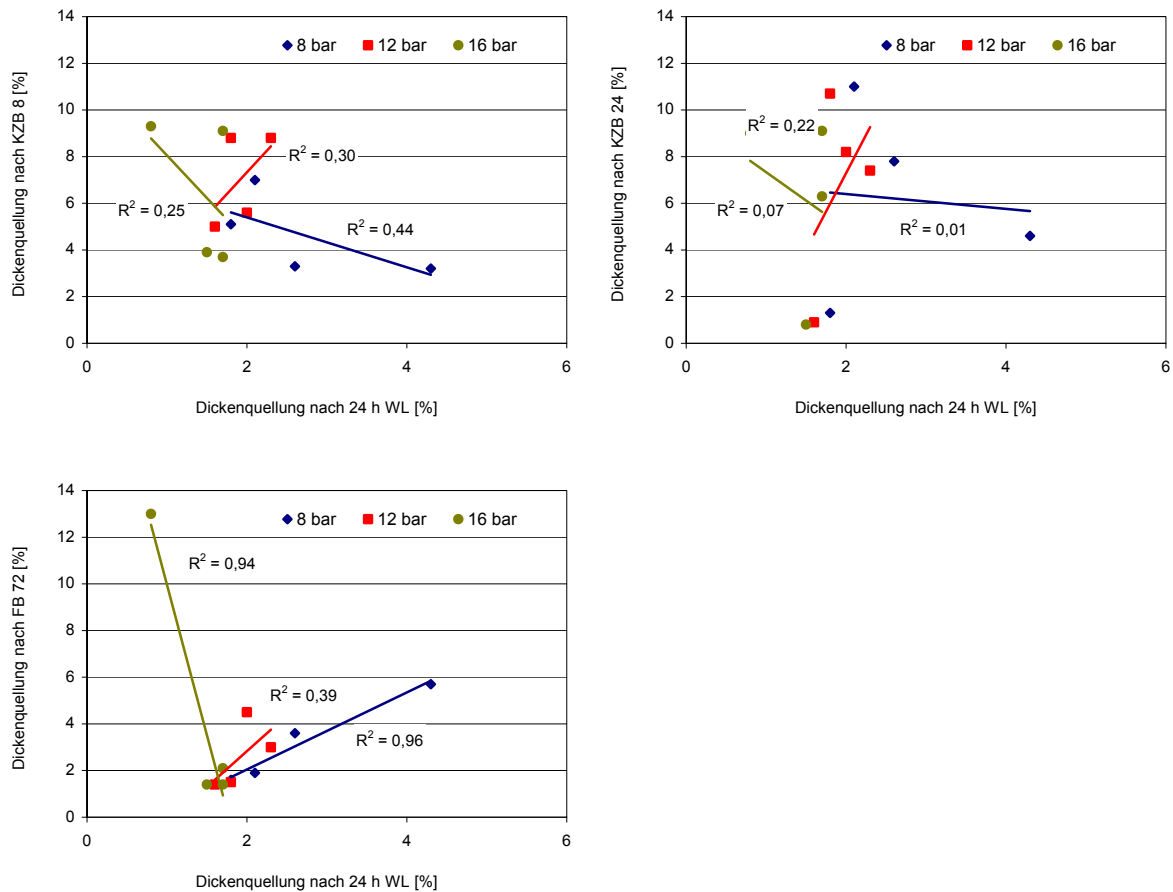 14
12
10
8
6
4
2
0
Dickenquellung nach KZB 8 [%]
8 bar 12 bar 16 bar
R² = 0,30
R² = 0,25
R² = 0,44
0 2 4 6
Dickenquellung nach 24 h WL [%]
14
12
10
8
6
4
2
0
Dickenquellung nach KZB 24 [%]
8 bar 12 bar 16 bar
R² = 0,22
R² = 0,07
R² = 0,01
0 2 4 6
Dickenquellung nach 24 h WL [%]
14
12
10
8
6
4
2
0
Dickenquellung nach FB 72 [%]
8 bar 12 bar 16 bar
R² = 0,94
R² = 0,39
R² = 0,96
0 2 4 6
Dickenquellung nach 24 h WL [%]